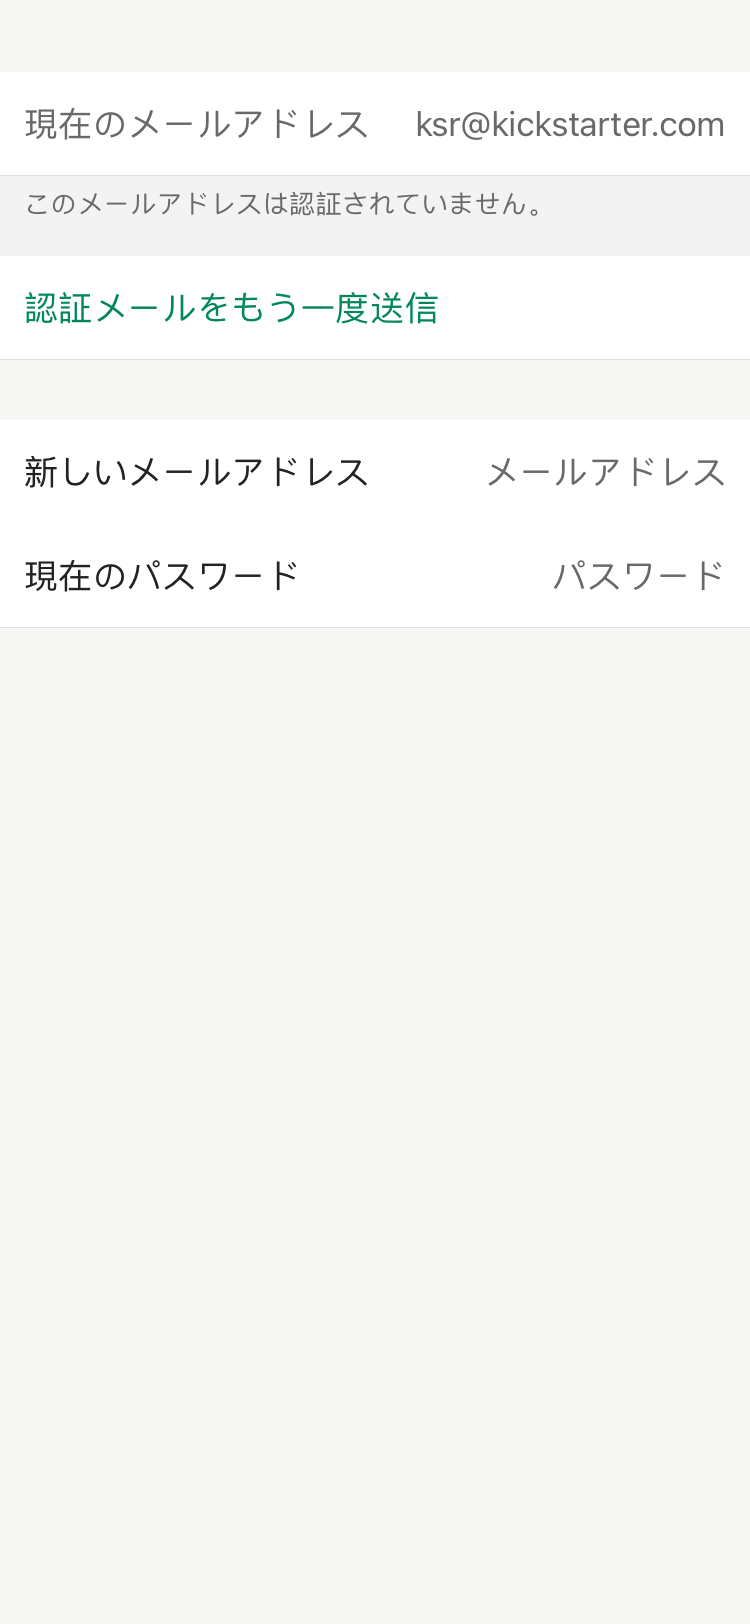 現在のメールアドレス ksr@kickstarter.com
このメールアドレスは認証されていません。
認証メールをもう一度送信
新しいメールアドレス メールアドレス
現在のパスワード パスワード